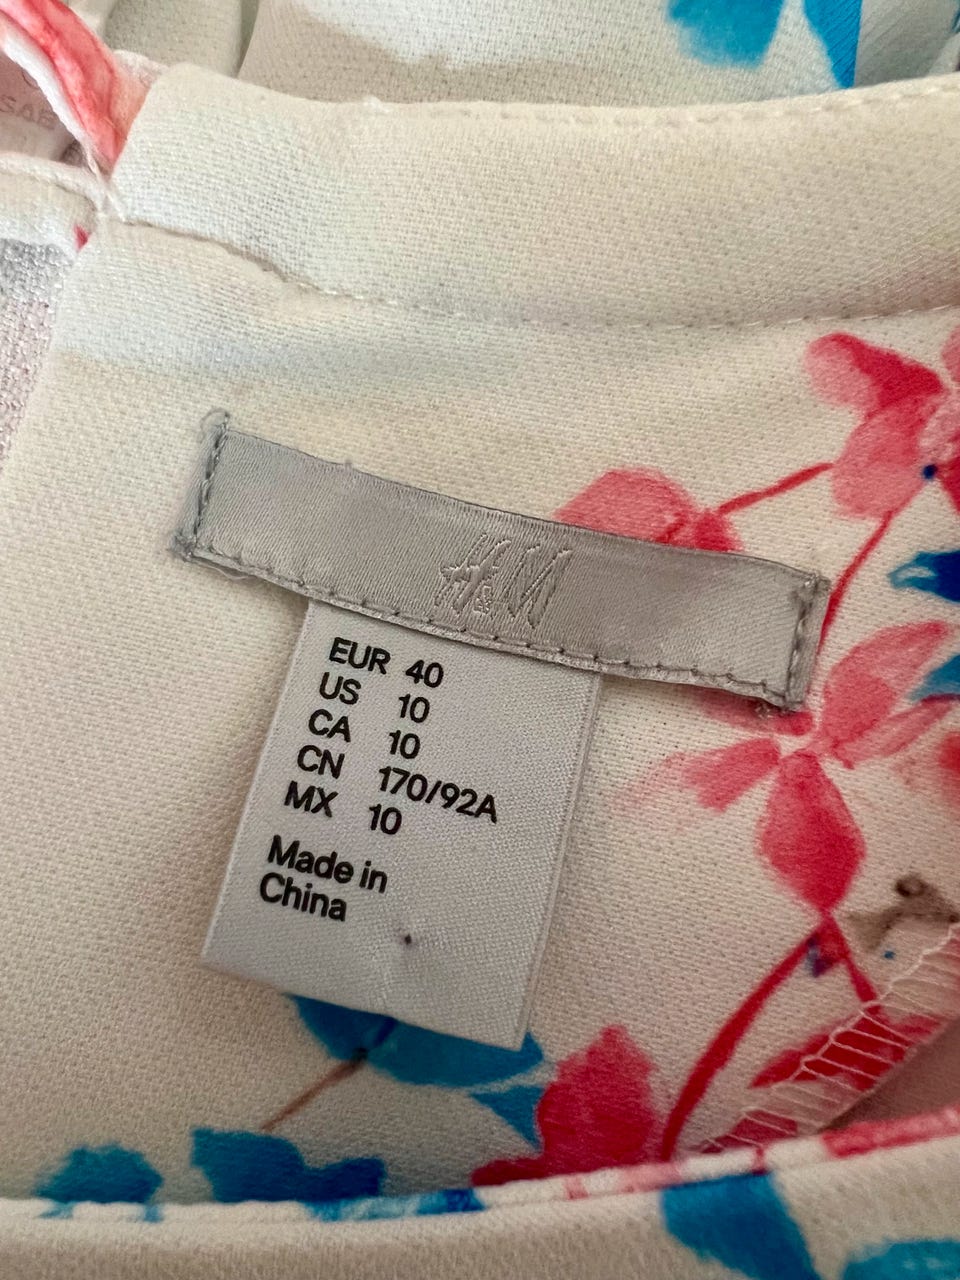 H&M
EUR 40
US 10
CA 10
CN 170/92A
MX 10
Made in
China